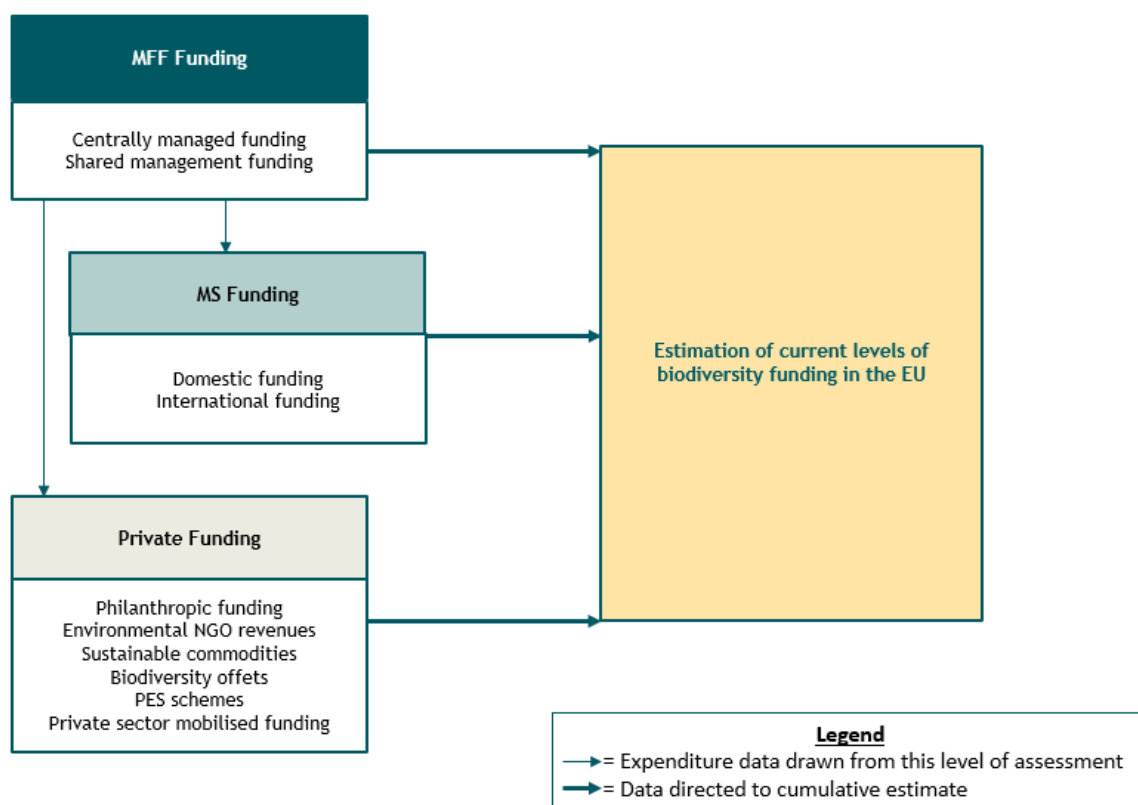 MFF Funding
Centrally managed funding
Shared management funding
MS Funding
Domestic funding
International funding
Private Funding
Philanthropic funding
Environmental NGO revenues
Sustainable commodities
Biodiversity offets
PES schemes
Private sector mobilised funding
Estimation of current levels of
biodiversity funding in the EU
Legend
= Expenditure data drawn from this level of assessment
= Data directed to cumulative estimate